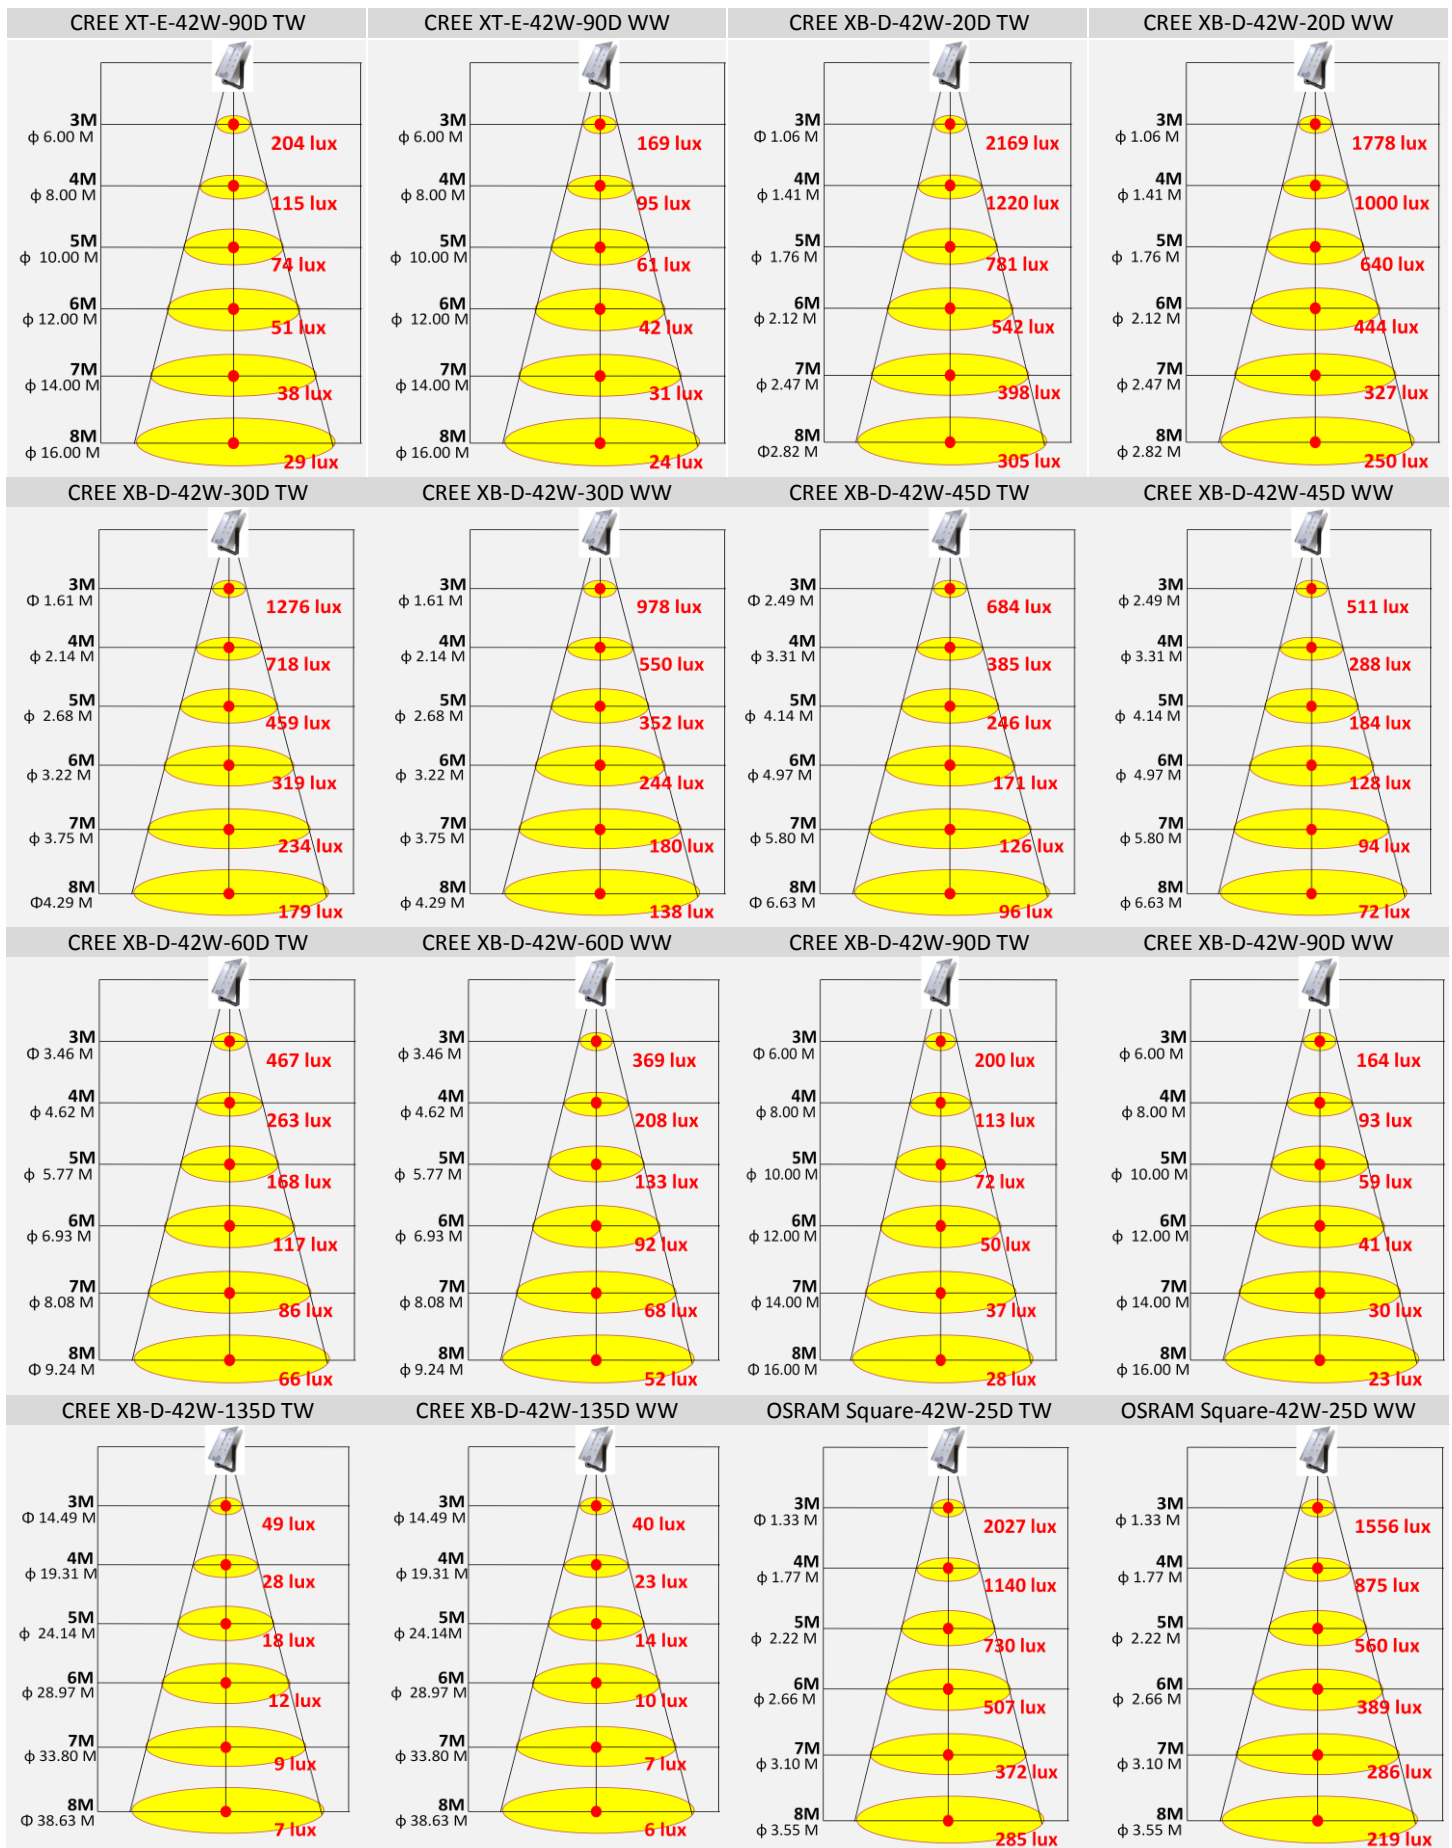 CREE XT-E-42W-90D TW
3M
ϕ 6.00 M
204 lux
4M
ϕ 8.00 M
115 lux
5M
ϕ 10.00 M
74 lux
6M
ϕ 12.00 M
51 lux
7M
ϕ 14.00 M
38 lux
8M
ϕ 16.00 M
29 lux
CREE XT-E-42W-90D WW
3M
ϕ 6.00 M
169 lux
4M
ϕ 8.00 M
95 lux
5M
ϕ 10.00 M
61 lux
6M
ϕ 12.00 M
42 lux
7M
ϕ 14.00 M
31 lux
8M
ϕ 16.00 M
24 lux
CREE XB-D-42W-20D TW
3M
Φ 1.06 M
2169 lux
4M
ϕ 1.41 M
1220 lux
5M
ϕ 1.76 M
781 lux
6M
ϕ 2.12 M
542 lux
7M
ϕ 2.47 M
398 lux
8M
Φ2.82 M
305 lux
CREE XB-D-42W-20D WW
3M
ϕ 1.06 M
1778 lux
4M
ϕ 1.41 M
1000 lux
5M
ϕ 1.76 M
640 lux
6M
ϕ 2.12 M
444 lux
7M
ϕ 2.47 M
327 lux
8M
ϕ 2.82 M
250 lux
CREE XB-D-42W-30D TW
3M
Φ 1.61 M
1276 lux
4M
ϕ 2.14 M
718 lux
5M
ϕ 2.68 M
459 lux
6M
ϕ 3.22 M
319 lux
7M
ϕ 3.75 M
234 lux
8M
Φ4.29 M
179 lux
CREE XB-D-42W-30D WW
3M
ϕ 1.61 M
978 lux
4M
ϕ 2.14 M
550 lux
5M
ϕ 2.68 M
352 lux
6M
ϕ 3.22 M
244 lux
7M
ϕ 3.75 M
180 lux
8M
ϕ 4.29 M
138 lux
CREE XB-D-42W-45D TW
3M
Φ 2.49 M
684 lux
4M
ϕ 3.31 M
385 lux
5M
ϕ 4.14 M
246 lux
6M
ϕ 4.97 M
171 lux
7M
ϕ 5.80 M
126 lux
8M
Φ 6.63 M
96 lux
CREE XB-D-42W-45D WW
3M
ϕ 2.49 M
511 lux
4M
ϕ 3.31 M
288 lux
5M
ϕ 4.14 M
184 lux
6M
ϕ 4.97 M
128 lux
7M
ϕ 5.80 M
94 lux
8M
ϕ 6.63 M
72 lux
CREE XB-D-42W-60D TW
3M
Φ 3.46 M
467 lux
4M
ϕ 4.62 M
263 lux
5M
ϕ 5.77 M
168 lux
6M
ϕ 6.93 M
117 lux
7M
ϕ 8.08 M
86 lux
8M
Φ 9.24 M
66 lux
CREE XB-D-42W-60D WW
3M
ϕ 3.46 M
369 lux
4M
ϕ 4.62 M
208 lux
5M
ϕ 5.77 M
133 lux
6M
ϕ 6.93 M
92 lux
7M
ϕ 8.08 M
68 lux
8M
ϕ 9.24 M
52 lux
CREE XB-D-42W-90D TW
3M
Φ 6.00 M
200 lux
4M
ϕ 8.00 M
113 lux
5M
ϕ 10.00 M
72 lux
6M
ϕ 12.00 M
50 lux
7M
ϕ 14.00 M
37 lux
8M
Φ 16.00 M
28 lux
CREE XB-D-42W-90D WW
3M
ϕ 6.00 M
164 lux
4M
ϕ 8.00 M
93 lux
5M
ϕ 10.00 M
59 lux
6M
ϕ 12.00 M
41 lux
7M
ϕ 14.00 M
30 lux
8M
ϕ 16.00 M
23 lux
CREE XB-D-42W-135D TW
3M
Φ 14.49 M
49 lux
4M
ϕ 19.31 M
28 lux
5M
ϕ 24.14 M
18 lux
6M
ϕ 28.97 M
12 lux
7M
ϕ 33.80 M
9 lux
8M
Φ 38.63 M
7 lux
CREE XB-D-42W-135D WW
3M
ϕ 14.49 M
40 lux
4M
ϕ 19.31 M
23 lux
5M
ϕ 24.14M
14 lux
6M
ϕ 28.97 M
10 lux
7M
ϕ 33.80 M
7 lux
8M
ϕ 38.63 M
6 lux
OSRAM Square-42W-25D TW
3M
Φ 1.33 M
2027 lux
4M
ϕ 1.77 M
1140 lux
5M
ϕ 2.22 M
730 lux
6M
ϕ 2.66 M
507 lux
7M
ϕ 3.10 M
372 lux
8M
ϕ 3.55 M
285 lux
OSRAM Square-42W-25D WW
3M
ϕ 1.33 M
1556 lux
4M
ϕ 1.77 M
875 lux
5M
ϕ 2.22 M
560 lux
6M
ϕ 2.66 M
389 lux
7M
ϕ 3.10 M
286 lux
8M
ϕ 3.55 M
219 lux